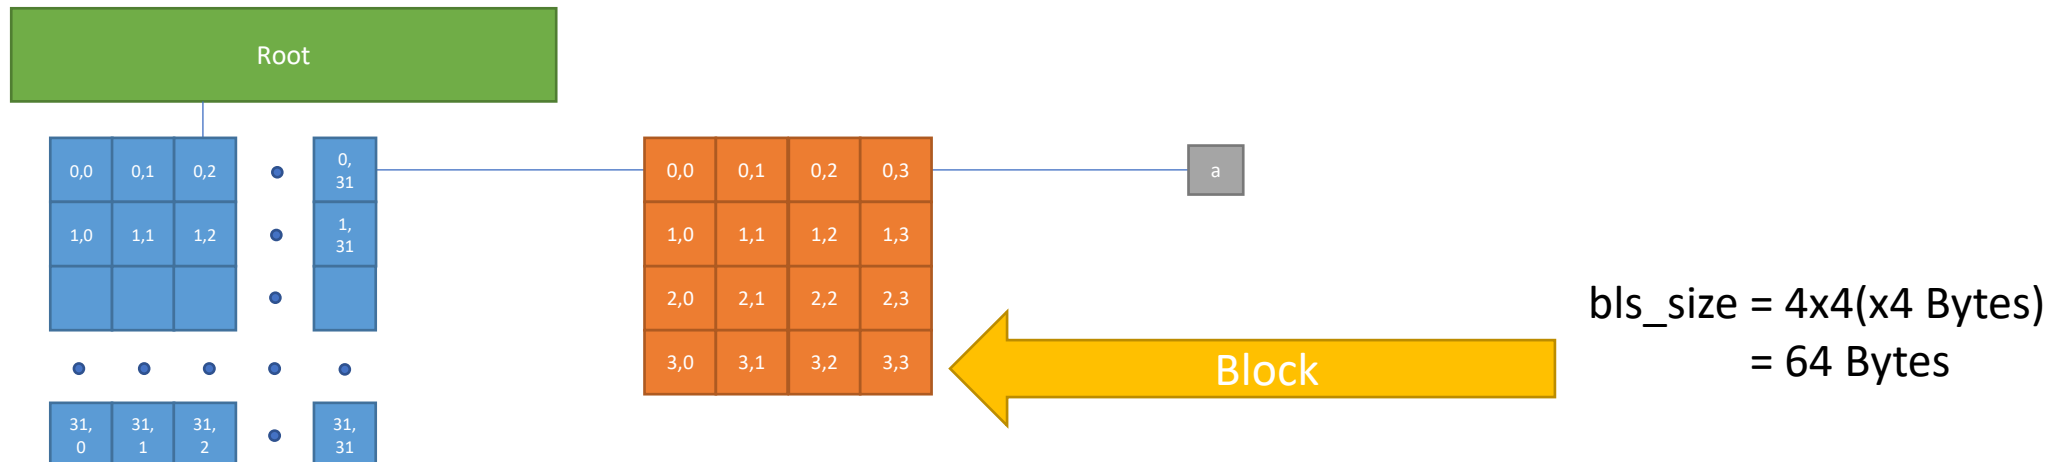 Root
0,0 0,1 0,2 0,
31
1,0 1,1 1,2 1,
31
31,
0 31,
1 31,
2 31,
31
0,0 0,1 0,2 0,3
1,0 1,1 1,2 1,3
2,0 2,1 2,2 2,3
3,0 3,1 3,2 3,3
a
Block
bls_size = 4x4(x4 Bytes)
= 64 Bytes